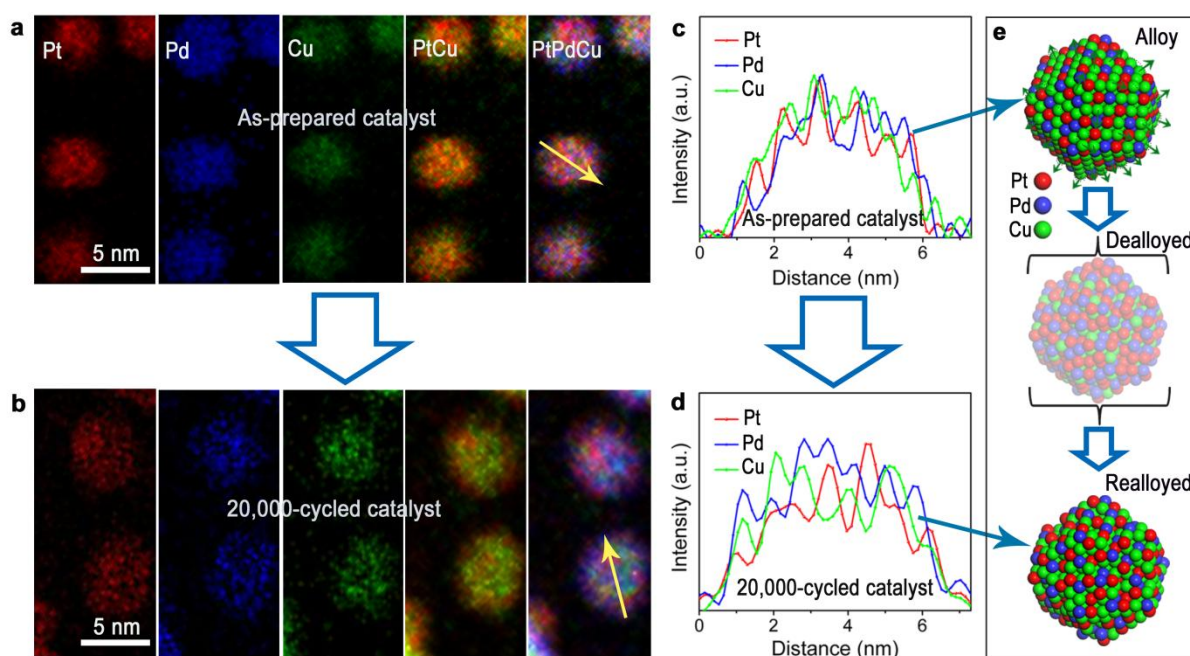 a
Pt
Pd
Cu
PtCu
PtPdCu
As-prepared catalyst
5 nm
b
20,000-cycled catalyst
5 nm
c
Pt
Pd
Cu
Intensity (a.u.)
As-prepared catalyst
0 2 4 6
Distance (nm)
d
Pt
Pd
Cu
Intensity (a.u.)
20,000-cycled catalyst
0 2 4 6
Distance (nm)
e
Alloy
Pt
Pd
Cu
Dealloyed
Realloyed